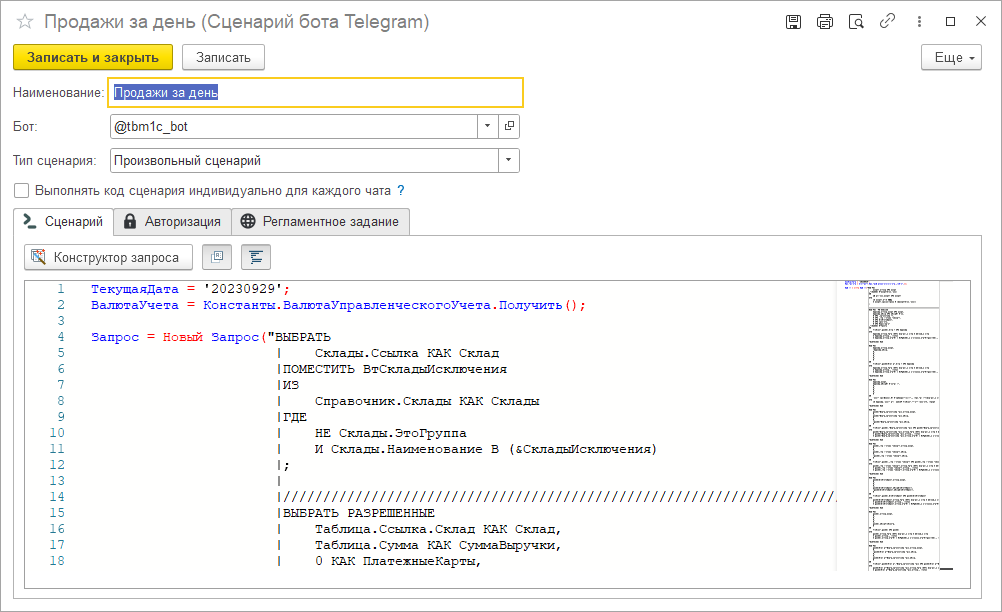 Продажи за день (Сценарий бота Telegram)
Записать и закрыть
Записать
Еще
Наименование: Продажи за день
Бот: @tbm1c_bot
Тип сценария: Произвольный сценарий
Выполнять код сценария индивидуально для каждого чата ?
Сценарий
Авторизация
Регламентное задание
Конструктор запроса
1 ТекущаяДата = '20230929';
2 ВалютаУчета = Константы.ВалютаУправленческогоУчета.Получить();
3
4 Запрос = Новый Запрос("ВЫБРАТЬ
5 | Склады.Ссылка КАК Склад
6 |ПОМЕСТИТЬ ВтСкладыИсключения
7 |ИЗ
8 | Справочник.Склады КАК Склады
9 |ГДЕ
10 | НЕ Склады.ЭтоГруппа
11 | И Склады.Наименование В (&СкладыИсключения)
12 |;
13 |
14 |/////////////////////////////////////////////////////////////////////
15 |ВЫБРАТЬ РАЗРЕШЕННЫЕ
16 | Таблица.Ссылка.Склад КАК Склад,
17 | Таблица.Сумма КАК СуммаВыручки,
18 | 0 КАК ПлатежныеКарты,